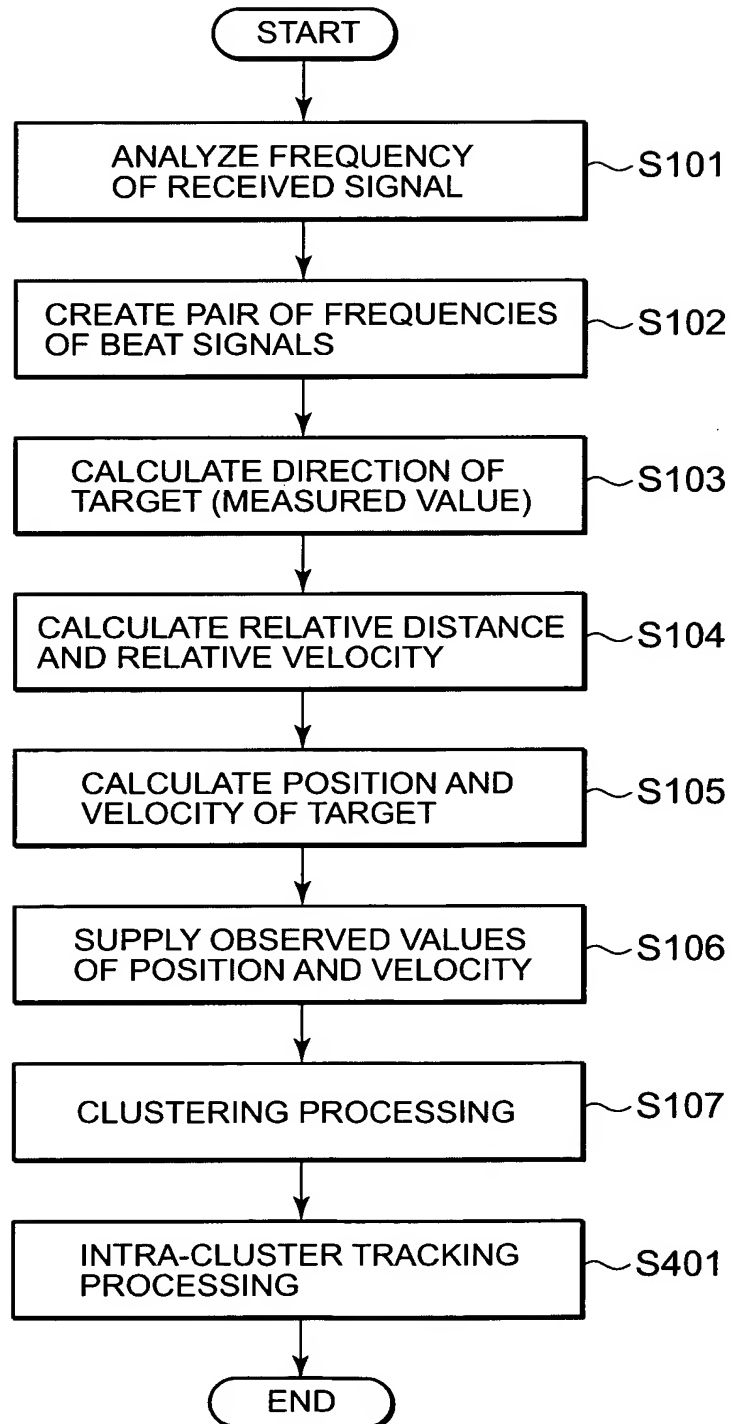 START
ANALYZE FREQUENCY
OF RECEIVED SIGNAL
S101
CREATE PAIR OF FREQUENCIES
OF BEAT SIGNALS
S102
CALCULATE DIRECTION OF
TARGET (MEASURED VALUE)
S103
CALCULATE RELATIVE DISTANCE
AND RELATIVE VELOCITY
S104
CALCULATE POSITION AND
VELOCITY OF TARGET
S105
SUPPLY OBSERVED VALUES
OF POSITION AND VELOCITY
S106
CLUSTERING PROCESSING
S107
INTRA-CLUSTER TRACKING
PROCESSING
S401
END